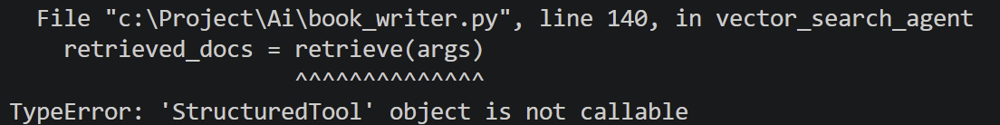 File "c:\Project\Ai\book_writer.py", line 140, in vector_search_agent
retrieved_docs = retrieve(args)
^^^^^^^^^^^^^^
TypeError: 'StructuredTool' object is not callable